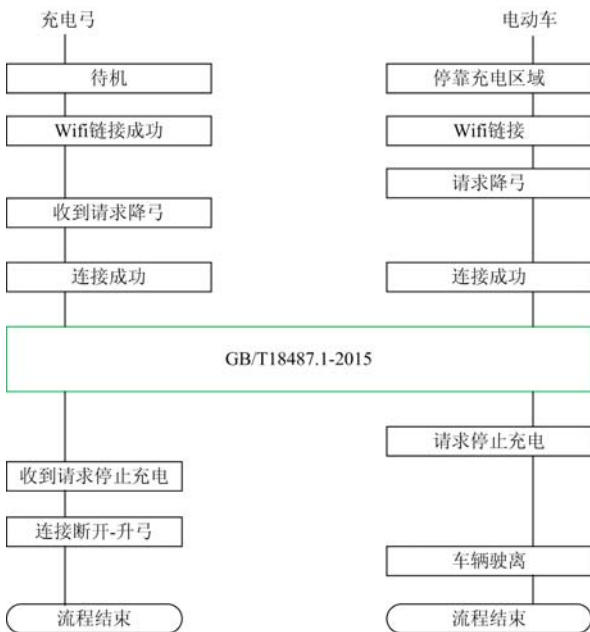 充电弓
电动车
待机
停靠充电区域
Wifi链接成功
Wifi链接
请求降弓
收到请求降弓
连接成功
连接成功
GB/T18487.1-2015
请求停止充电
收到请求停止充电
连接断开-升弓
车辆驶离
流程结束
流程结束